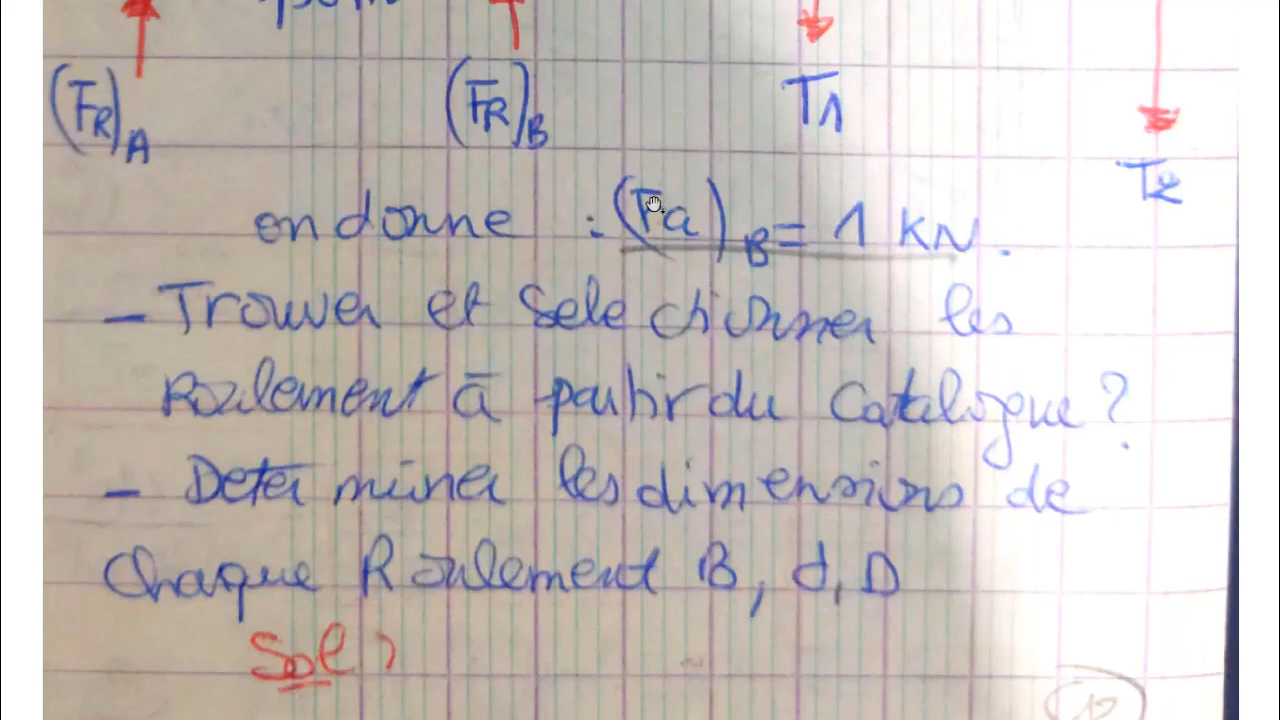 (FR)A (FR)B T1 T2
on donne : (Fa)B = 1 KN.
- Trouver et Selectionner les
Roulement à partir du Catalogue ?
- Determiner les dimensions de
Chaque Roulement B, d, D
Sol
12